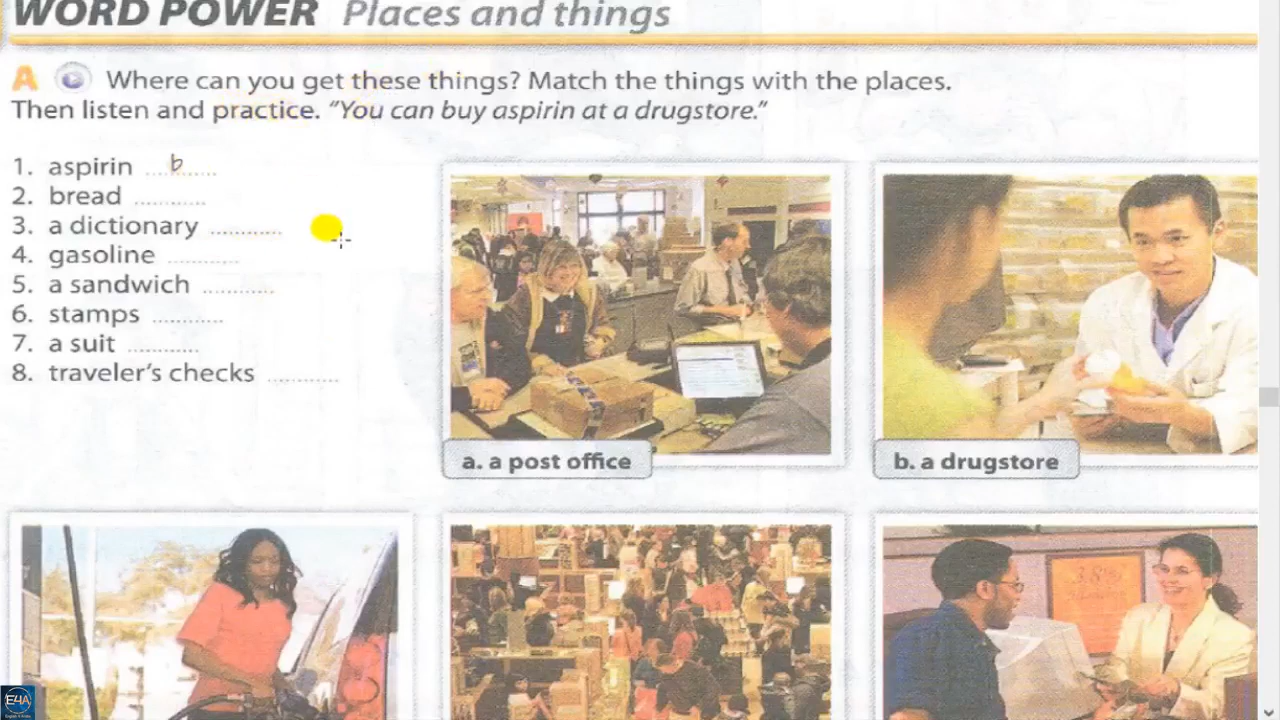 WORD POWER Places and things
A Where can you get these things? Match the things with the places.
Then listen and practice. “You can buy aspirin at a drugstore.”
1. aspirin b
2. bread ............
3. a dictionary ............
4. gasoline ............
5. a sandwich ............
6. stamps ............
7. a suit ............
8. traveler’s checks ............
a. a post office
b. a drugstore
E4A